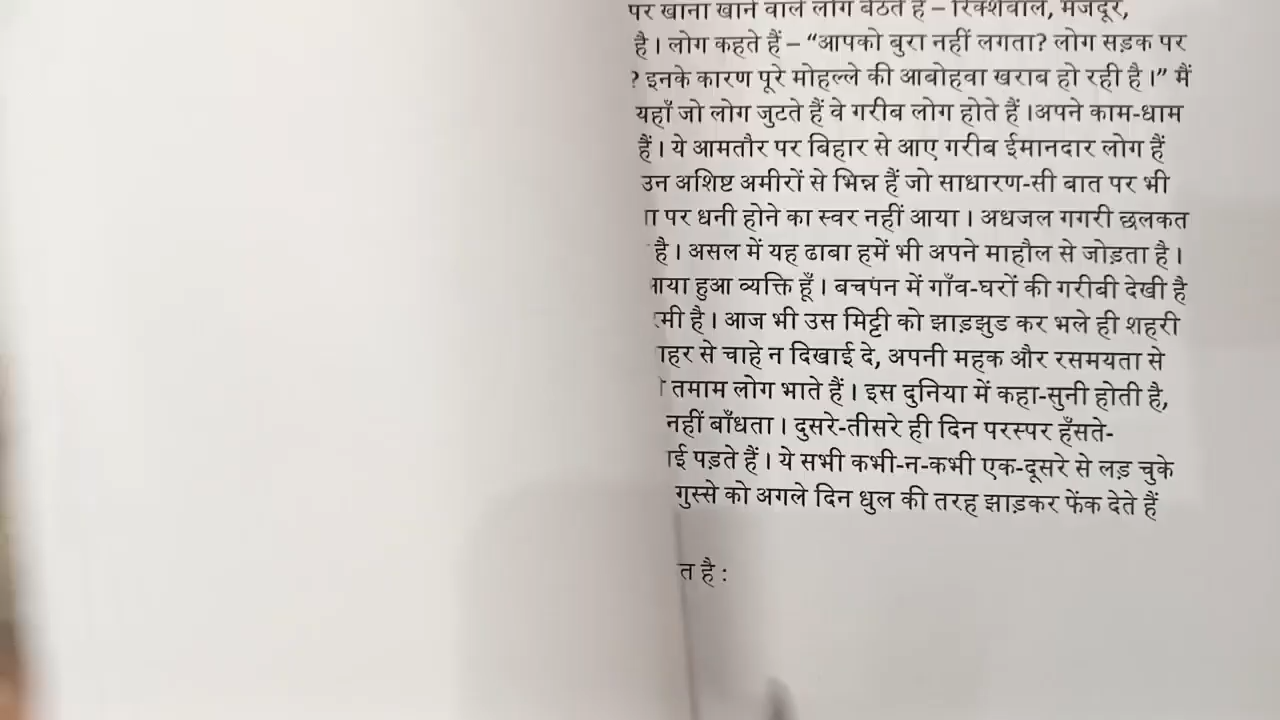 पर खाना खाने वाले लोग बैठते हैं – रिक्शेवाले, मजदूर,
है। लोग कहते हैं – “आपको बुरा नहीं लगता? लोग सड़क पर
? इनके कारण पूरे मोहल्ले की आबोहवा खराब हो रही है।” मैं
यहाँ जो लोग जुटते हैं वे गरीब लोग होते हैं ।अपने काम-धाम
हैं। ये आमतौर पर बिहार से आए गरीब ईमानदार लोग हैं
उन अशिष्ट अमीरों से भिन्न हैं जो साधारण-सी बात पर भी
पर धनी होने का स्वर नहीं आया। अधजल गगरी छलकत
है। असल में यह ढाबा हमें भी अपने माहौल से जोड़ता है।
हुआ व्यक्ति हूँ। बचपन में गाँव-घरों की गरीबी देखी है
है। आज भी उस मिट्टी को झाड़झुड कर भले ही शहरी
से चाहे न दिखाई दे, अपनी महक और रसमयता से
तमाम लोग भाते हैं। इस दुनिया में कहा-सुनी होती है,
नहीं बाँधता। दुसरे-तीसरे ही दिन परस्पर हँसते-
पड़ते हैं। ये सभी कभी-न-कभी एक-दूसरे से लड़ चुके
गुस्से को अगले दिन धुल की तरह झाड़कर फेंक देते हैं
त है :